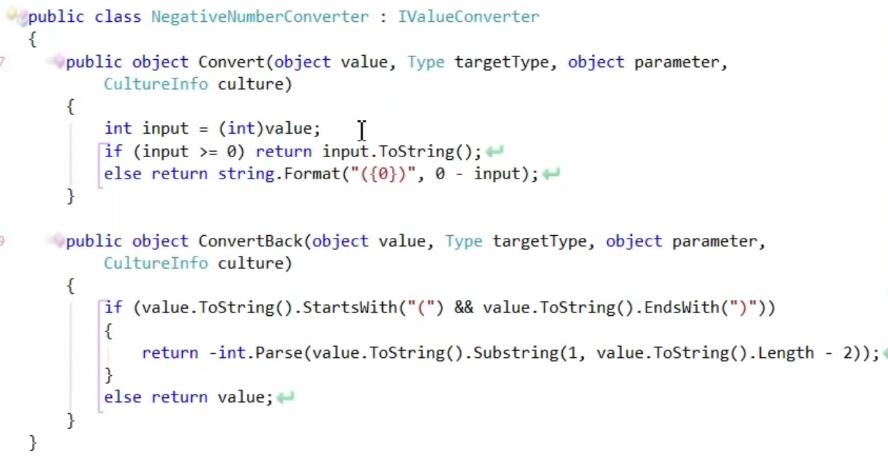 public class NegativeNumberConverter : IValueConverter
{
7
public object Convert(object value, Type targetType, object parameter,
CultureInfo culture)
{
int input = (int)value;
if (input >= 0) return input.ToString();
else return string.Format("({0})", 0 - input);
}
9
public object ConvertBack(object value, Type targetType, object parameter,
CultureInfo culture)
{
if (value.ToString().StartsWith("(") && value.ToString().EndsWith(")"))
{
return -int.Parse(value.ToString().Substring(1, value.ToString().Length - 2));
}
else return value;
}
}